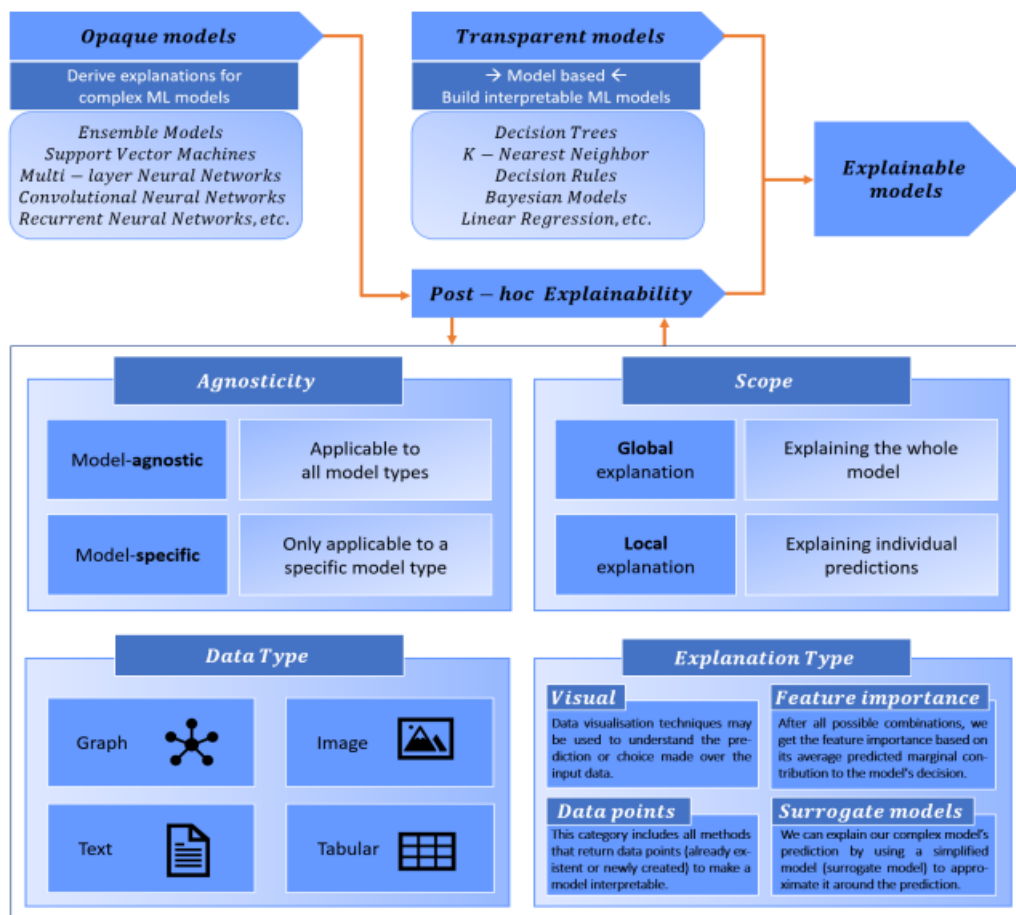 Opaque models
Derive explanations for
complex ML models
Ensemble Models
Support Vector Machines
Multi − layer Neural Networks
Convolutional Neural Networks
Recurrent Neural Networks, etc.
Transparent models
→ Model based ←
Build interpretable ML models
Decision Trees
K − Nearest Neighbor
Decision Rules
Bayesian Models
Linear Regression, etc.
Explainable
models
Post − hoc Explainability
Agnosticity
Model-agnostic
Applicable to
all model types
Model-specific
Only applicable to a
specific model type
Scope
Global
explanation
Explaining the whole
model
Local
explanation
Explaining individual
predictions
Data Type
Graph
Image
Text
Tabular
Explanation Type
Visual
Data visualisation techniques may
be used to understand the pre-
diction or choice made over the
input data.
Feature importance
After all possible combinations, we
get the feature importance based on
its average predicted marginal con-
tribution to the model's decision.
Data points
This category includes all methods
that return data points (already ex-
istent or newly created) to make a
model interpretable.
Surrogate models
We can explain our complex model's
prediction by using a simplified
model (surrogate model) to appro-
ximate it around the prediction.